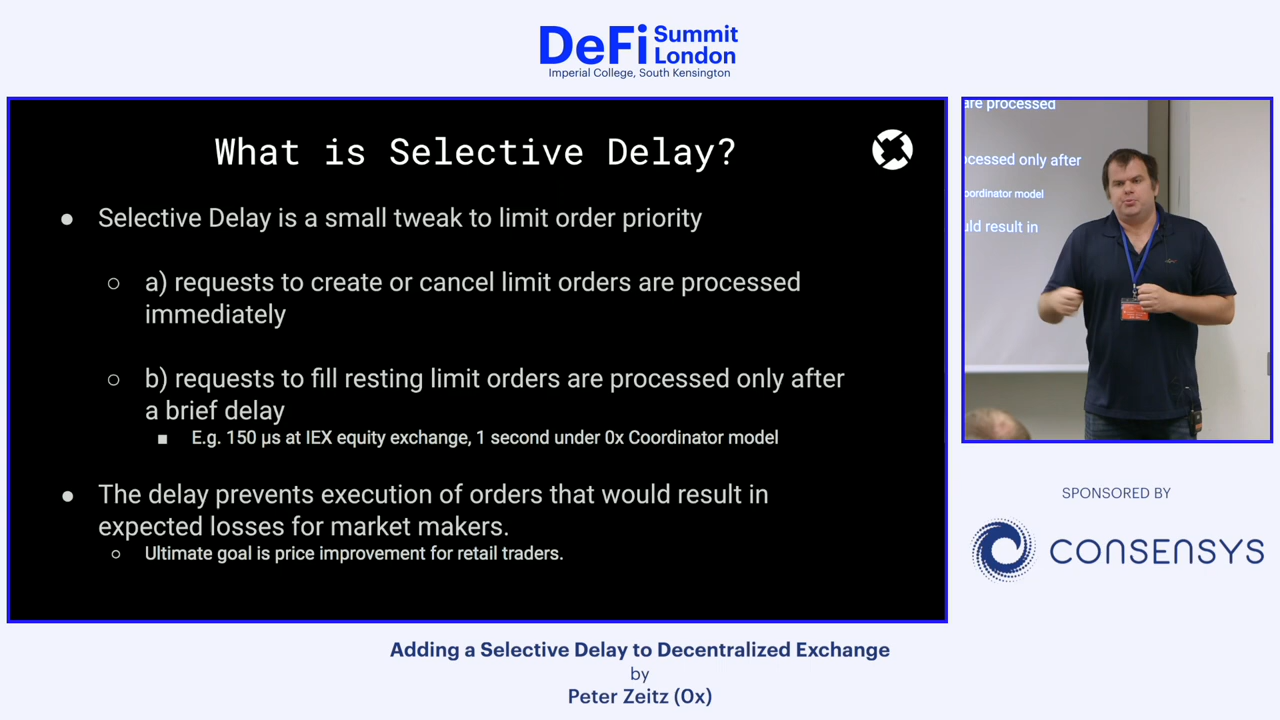 DeFi Summit
London
Imperial College, South Kensington
What is Selective Delay?
● Selective Delay is a small tweak to limit order priority
○ a) requests to create or cancel limit orders are processed
immediately
○ b) requests to fill resting limit orders are processed only after
a brief delay
■ E.g. 150 µs at IEX equity exchange, 1 second under 0x Coordinator model
● The delay prevents execution of orders that would result in
expected losses for market makers.
○ Ultimate goal is price improvement for retail traders.
are processed
ocessed only after
oordinator model
uld result in
SPONSORED BY
CONSENSYS
Adding a Selective Delay to Decentralized Exchange
by
Peter Zeitz (0x)